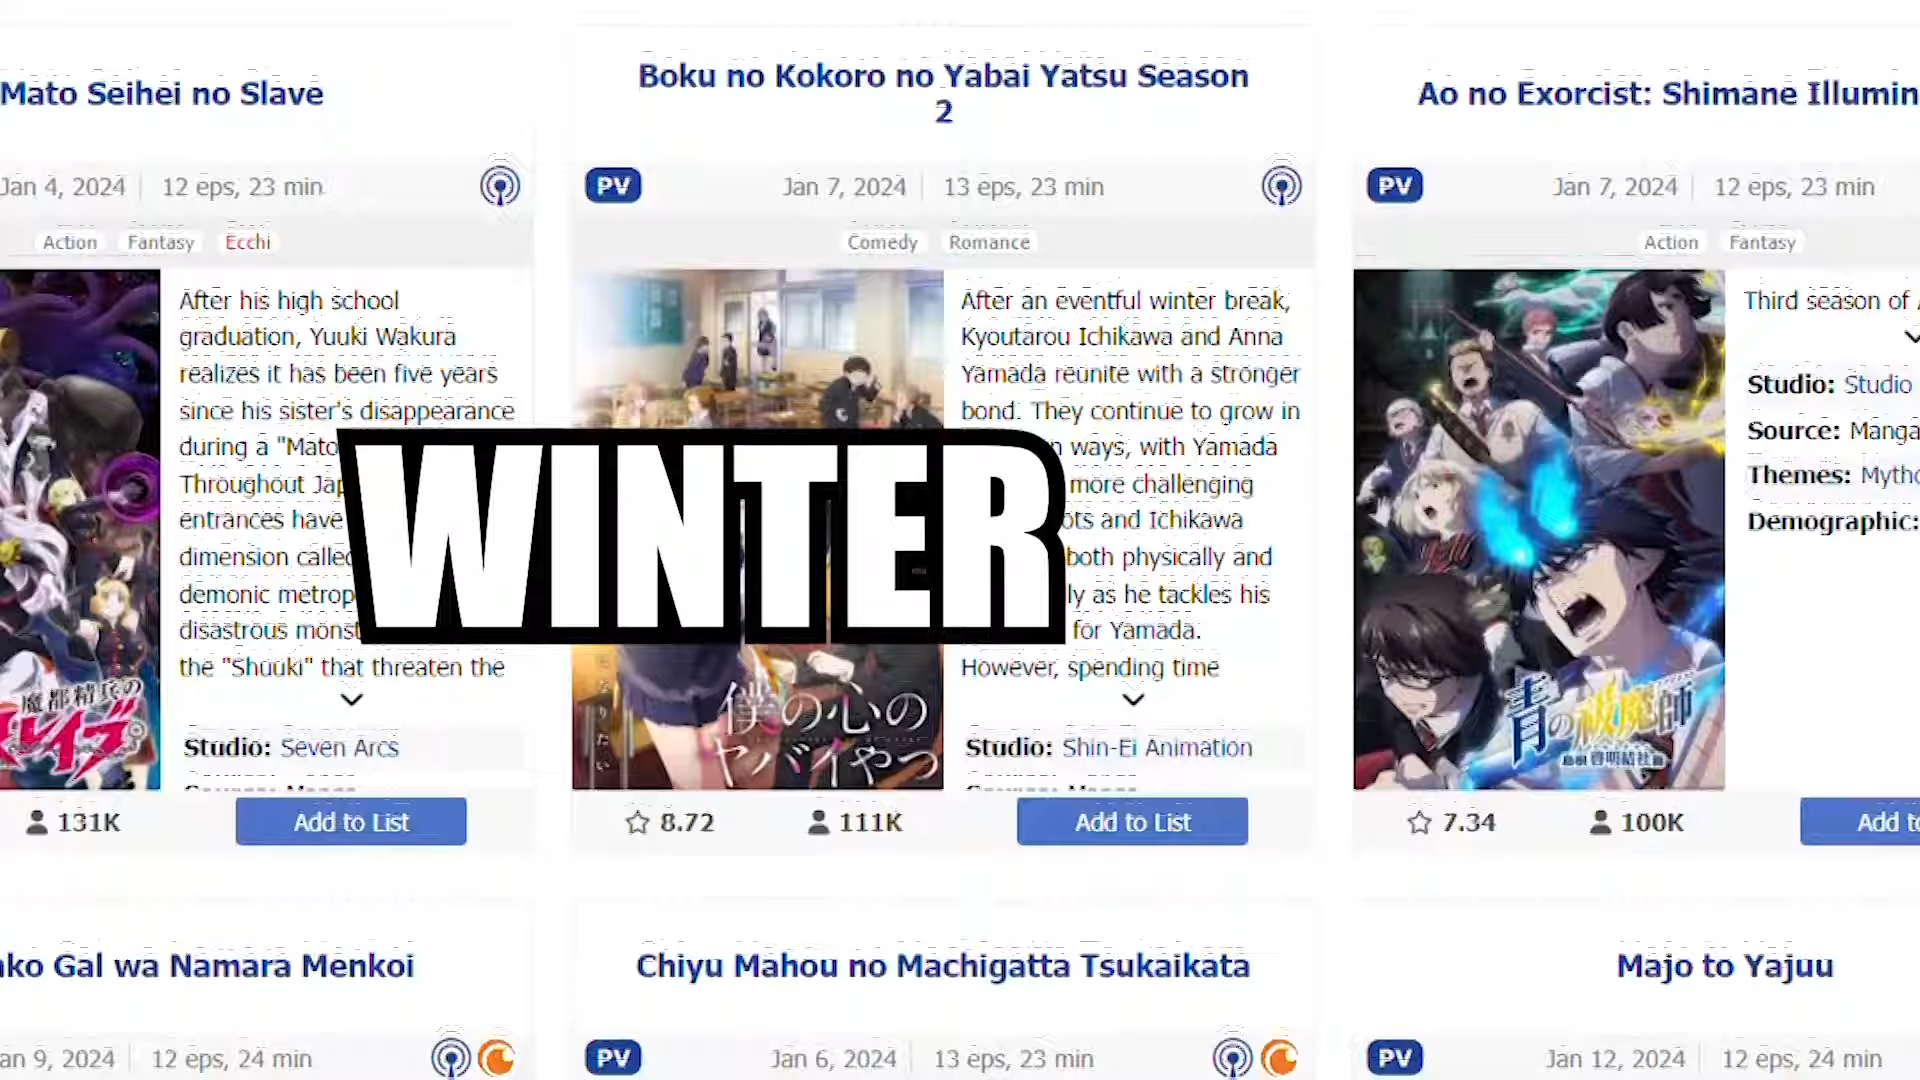 Mato Seihei no Slave
Jan 4, 2024
12 eps, 23 min
Action
Fantasy
Ecchi
After his high school
graduation, Yuuki Wakura
realizes it has been five years
since his sister's disappearance
during a "Mato
Throughout Jap
entrances have
dimension called
demonic metrop
disastrous monst
the "Shuuki" that threaten the
魔都精兵の
スレイブ
Studio: Seven Arcs
131K
Add to List
Boku no Kokoro no Yabai Yatsu Season
2
PV
Jan 7, 2024
13 eps, 23 min
Comedy
Romance
After an eventful winter break,
Kyoutarou Ichikawa and Anna
Yamada reunite with a stronger
bond. They continue to grow in
ways, with Yamada
more challenging
and Ichikawa
both physically and
as he tackles his
for Yamada.
However, spending time
僕の心の
ヤバイやつ
Studio: Shin-Ei Animation
8.72
111K
Add to List
Ao no Exorcist: Shimane Illumin
PV
Jan 7, 2024
12 eps, 23 min
Action
Fantasy
Third season of
Studio: Studio
Source: Manga
Themes: Mytho
Demographic:
青の祓魔師
7.34
100K
Add to
WINTER
ko Gal wa Namara Menkoi
an 9, 2024
12 eps, 24 min
Chiyu Mahou no Machigatta Tsukaikata
PV
Jan 6, 2024
13 eps, 23 min
Majo to Yajuu
PV
Jan 12, 2024
12 eps, 24 min